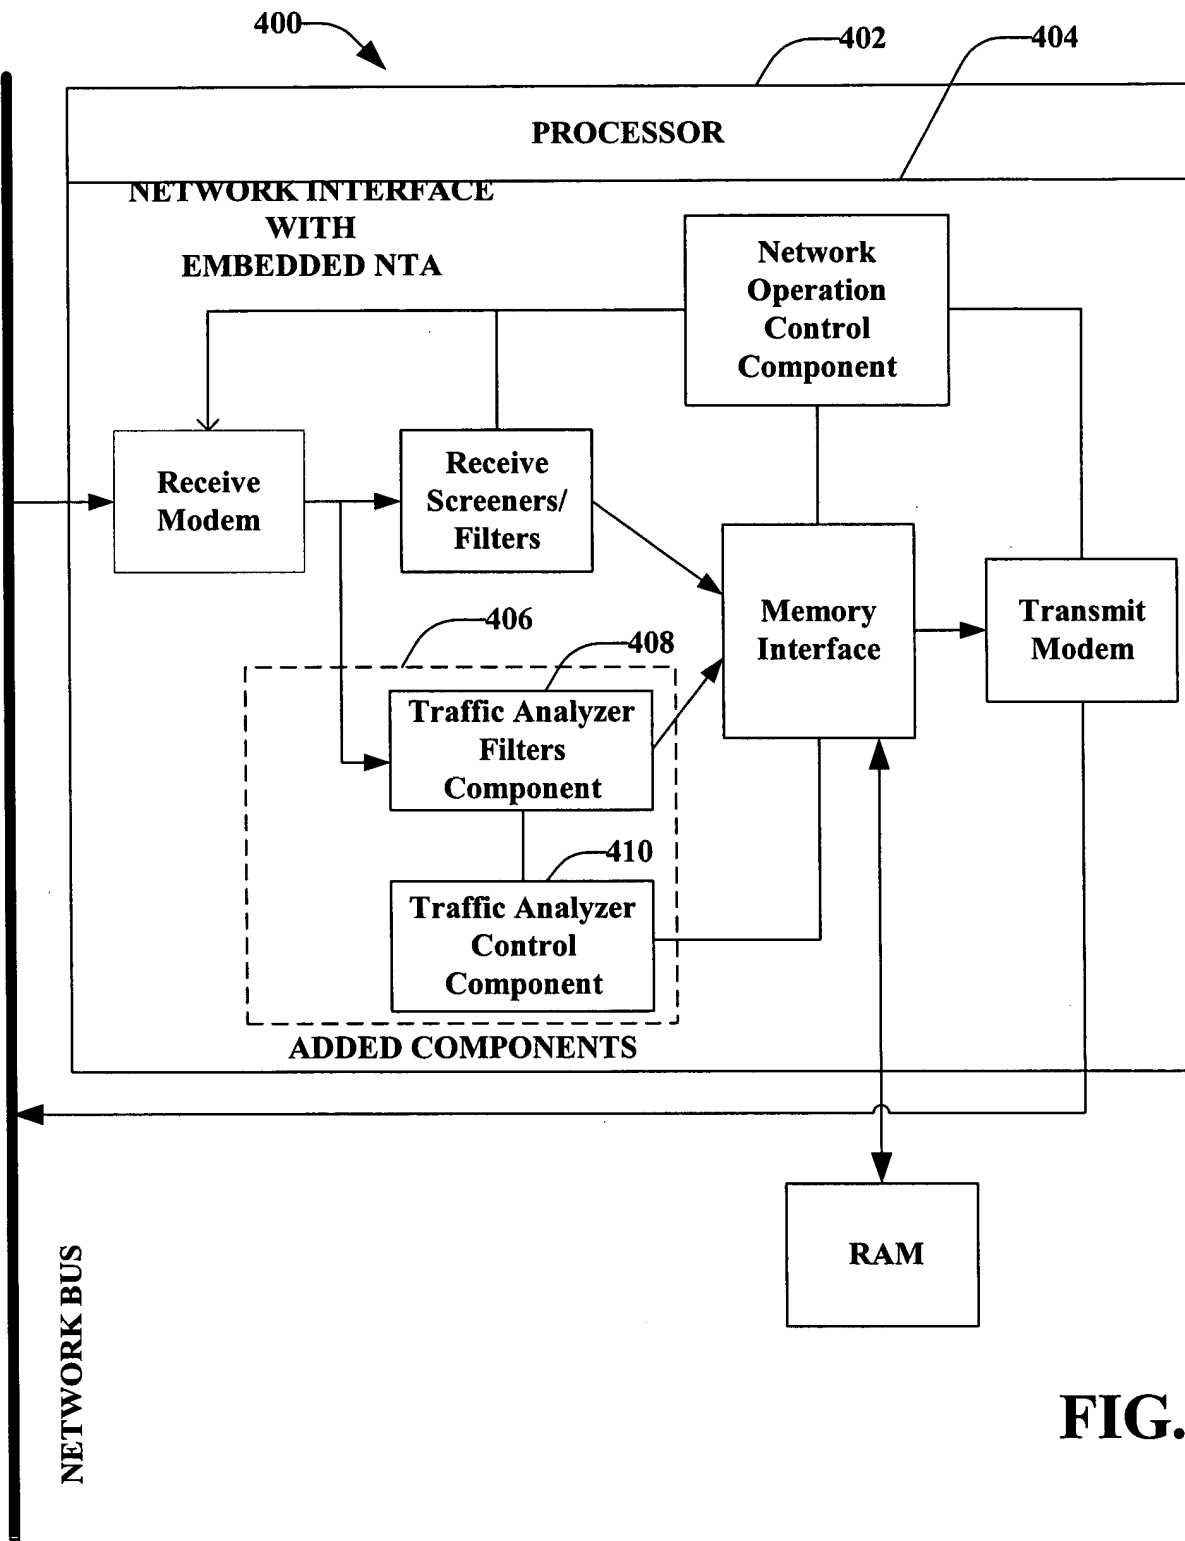 400
402
404
PROCESSOR
NETWORK INTERFACE
WITH
EMBEDDED NTA
Network
Operation
Control
Component
Receive
Modem
Receive
Screeners/
Filters
Memory
Interface
Transmit
Modem
406
408
Traffic Analyzer
Filters
Component
410
Traffic Analyzer
Control
Component
ADDED COMPONENTS
RAM
NETWORK BUS
FIG.